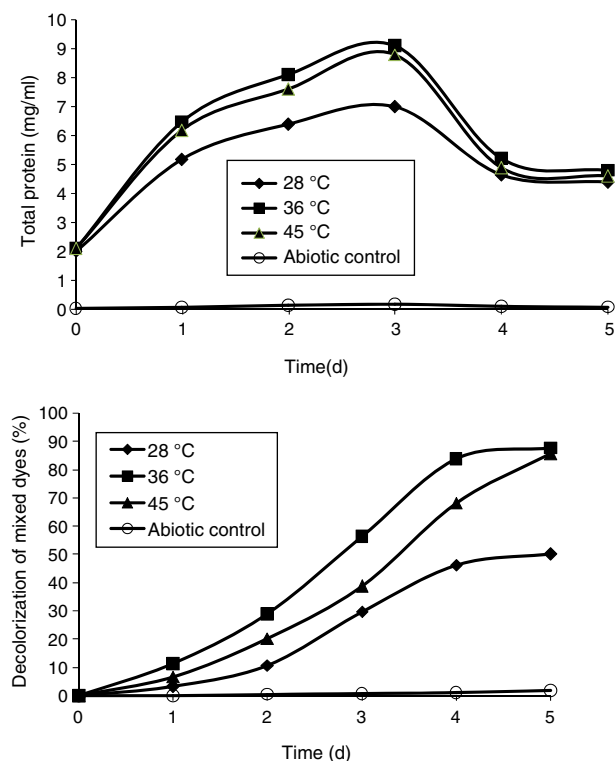 10
9
8
7
6
5
4
3
2
1
0
Total protein (mg/ml)
28 °C
36 °C
45 °C
Abiotic control
0 1 2 3 4 5
Time(d)
100
90
80
70
60
50
40
30
20
10
0
Decolorization of mixed dyes (%)
28 °C
36 °C
45 °C
Abiotic control
0 1 2 3 4 5
Time (d)